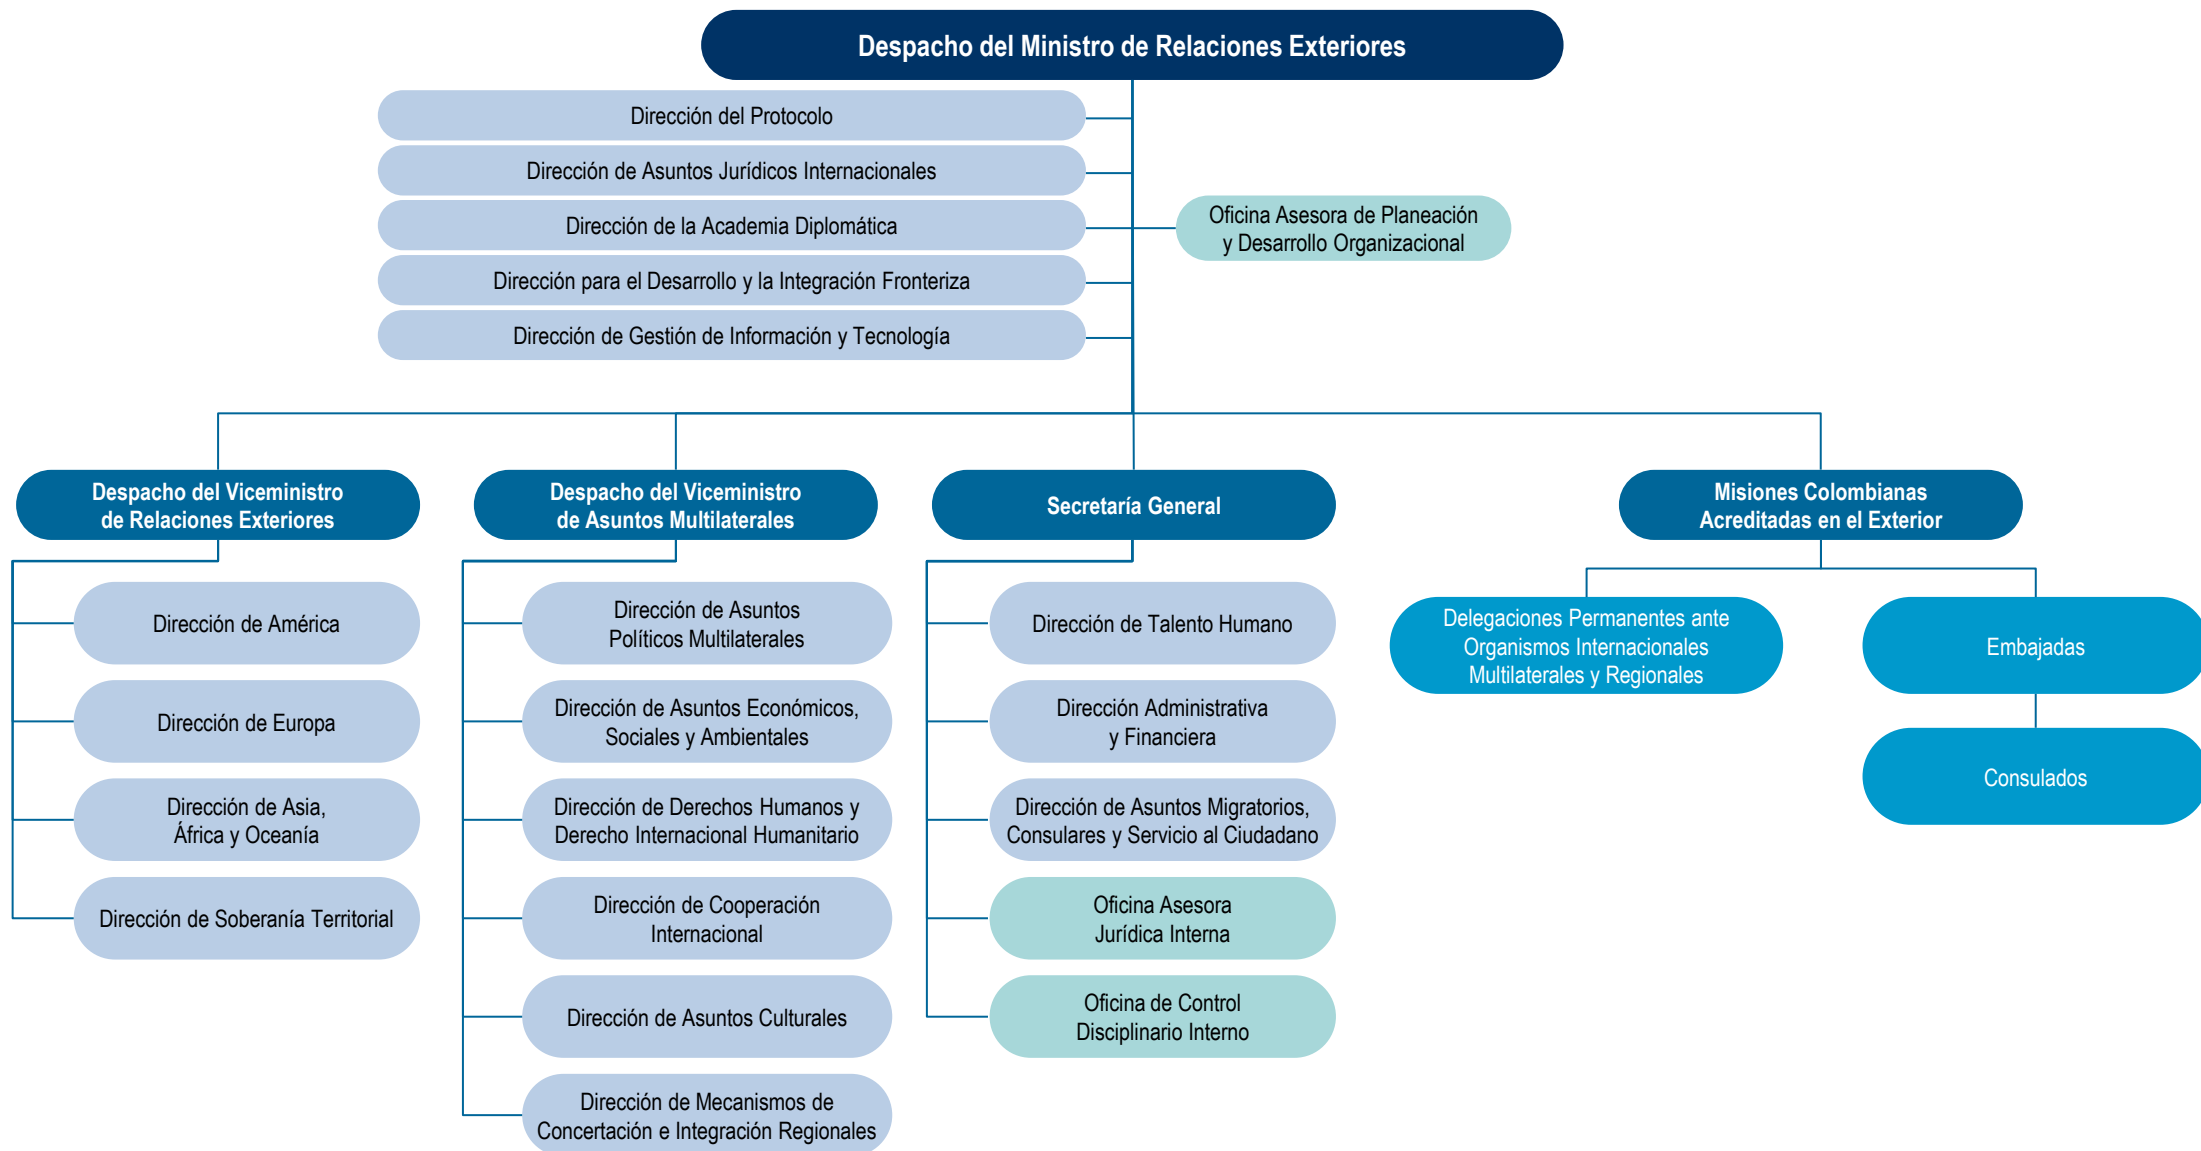 Despacho del Ministro de Relaciones Exteriores
Dirección del Protocolo
Dirección de Asuntos Jurídicos Internacionales
Dirección de la Academia Diplomática
Dirección para el Desarrollo y la Integración Fronteriza
Dirección de Gestión de Información y Tecnología
Oficina Asesora de Planeación
y Desarrollo Organizacional
Despacho del Viceministro
de Relaciones Exteriores
Dirección de América
Dirección de Europa
Dirección de Asia,
África y Oceanía
Dirección de Soberanía Territorial
Despacho del Viceministro
de Asuntos Multilaterales
Dirección de Asuntos
Políticos Multilaterales
Dirección de Asuntos Económicos,
Sociales y Ambientales
Dirección de Derechos Humanos y
Derecho Internacional Humanitario
Dirección de Cooperación
Internacional
Dirección de Asuntos Culturales
Dirección de Mecanismos de
Concertación e Integración Regionales
Secretaría General
Dirección de Talento Humano
Dirección Administrativa
y Financiera
Dirección de Asuntos Migratorios,
Consulares y Servicio al Ciudadano
Oficina Asesora
Jurídica Interna
Oficina de Control
Disciplinario Interno
Misiones Colombianas
Acreditadas en el Exterior
Delegaciones Permanentes ante
Organismos Internacionales
Multilaterales y Regionales
Embajadas
Consulados